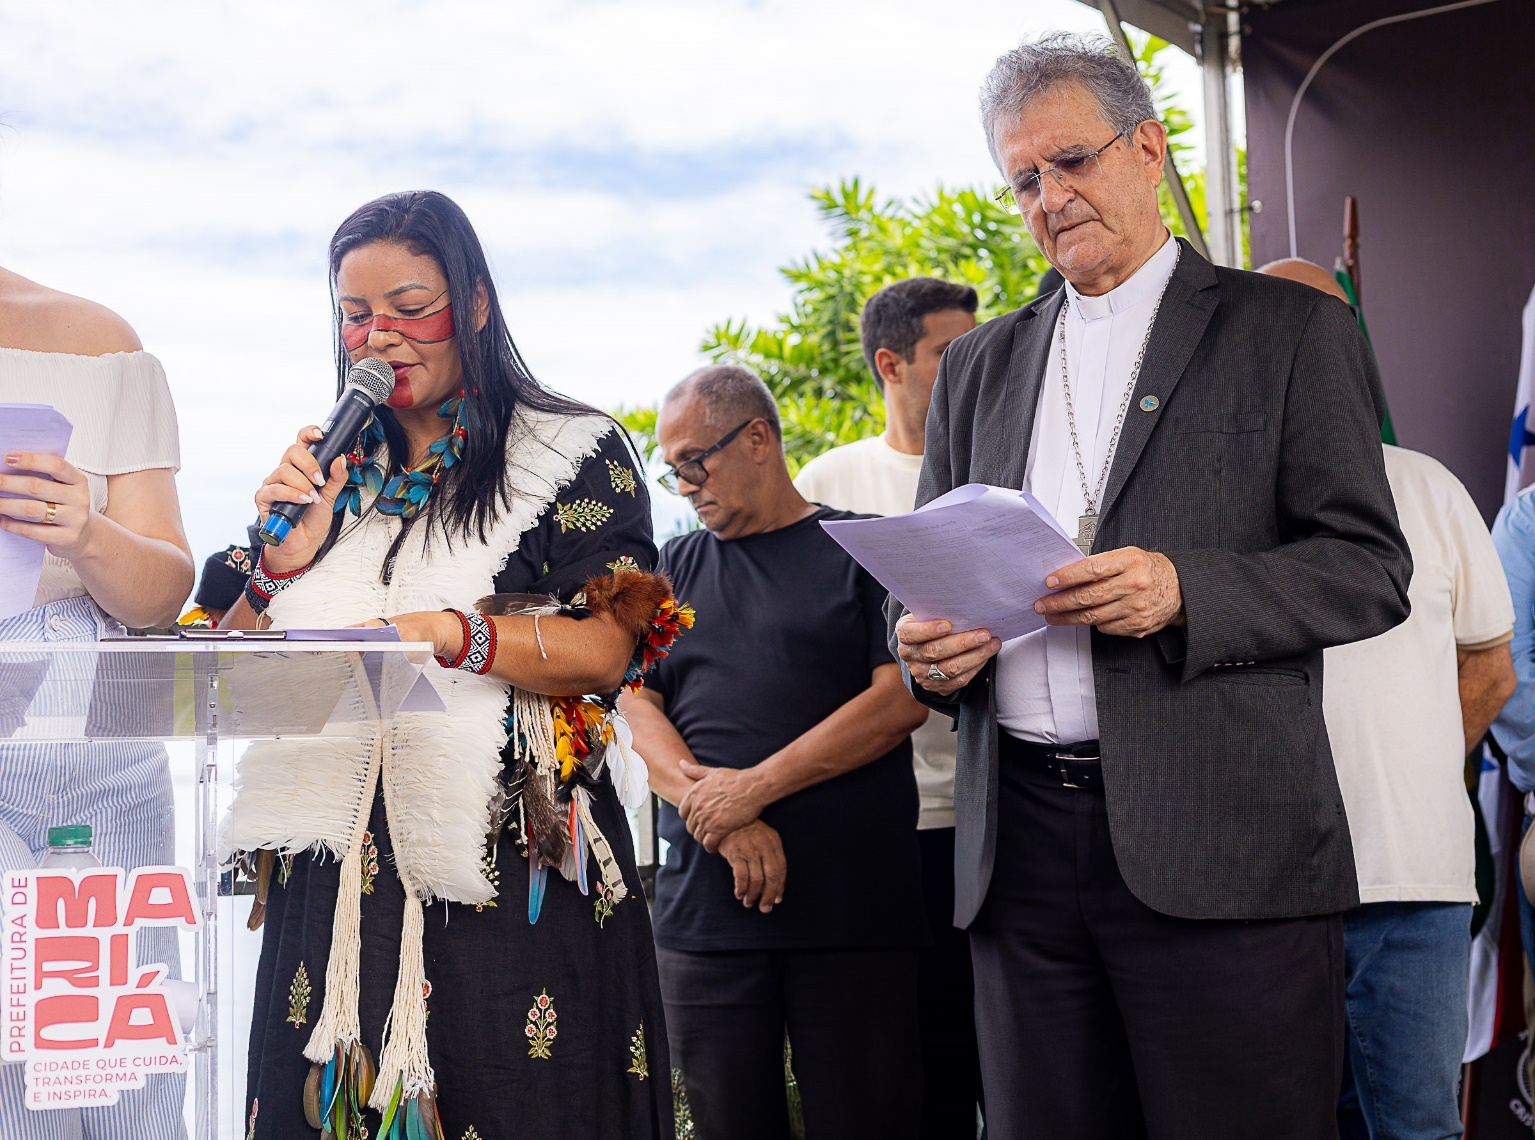 PREFEITURA DE
MA
RI
CÁ
CIDADE QUE CUIDA,
TRANSFORMA
E INSPIRA.